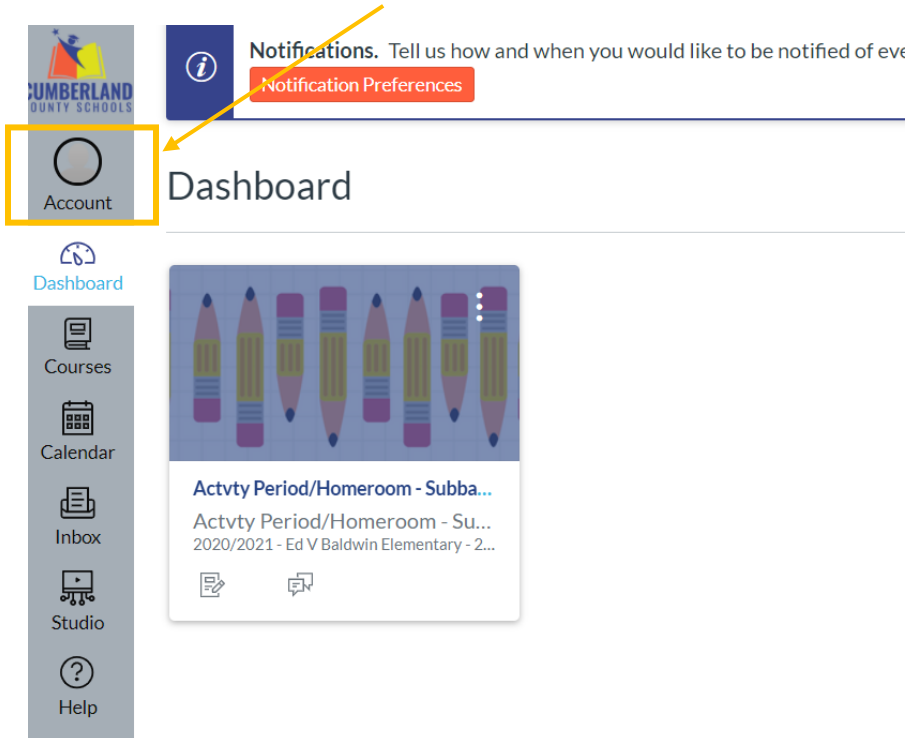 CUMBERLAND
COUNTY SCHOOLS
Account
Dashboard
Courses
Calendar
Inbox
Studio
Help
i
Notifications. Tell us how and when you would like to be notified of eve
Notification Preferences
Dashboard
Actvty Period/Homeroom - Subba...
Actvty Period/Homeroom - Su...
2020/2021 - Ed V Baldwin Elementary - 2...